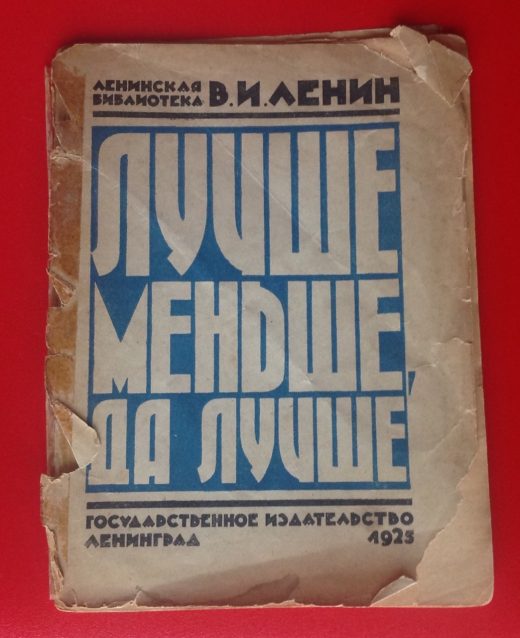 ЛЕНИНСКАЯ
БИБЛИОТЕКА В.И.ЛЕНИН
ЛУЧШЕ
МЕНЬШЕ,
ДА ЛУЧШЕ
ГОСУДАРСТВЕННОЕ ИЗДАТЕЛЬСТВО
ЛЕНИНГРАД 1925